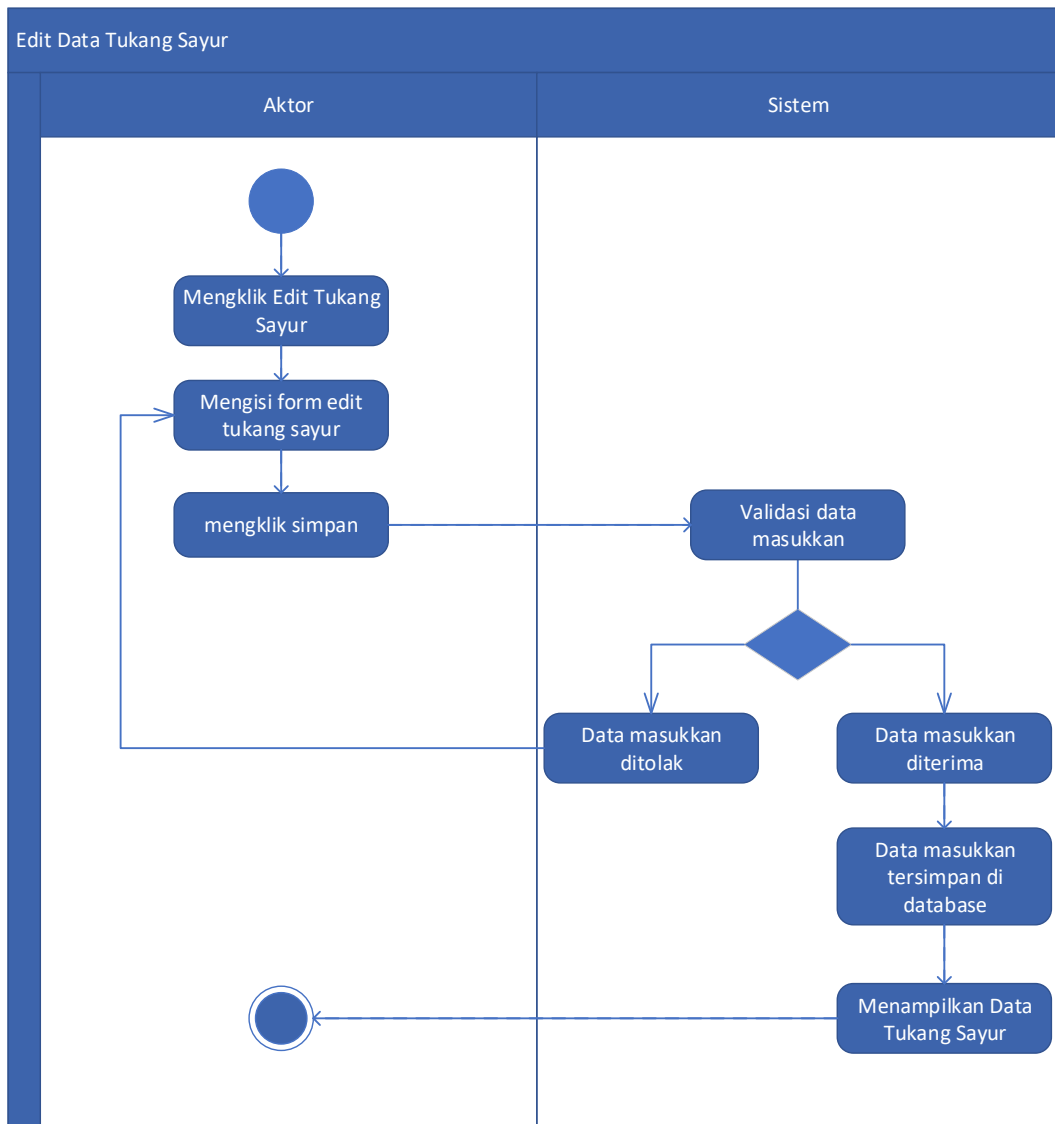 Edit Data Tukang Sayur
Aktor
Sistem
Mengklik Edit Tukang
Sayur
Mengisi form edit
tukang sayur
mengklik simpan
Validasi data
masukkan
Data masukkan
ditolak
Data masukkan
diterima
Data masukkan
tersimpan di
database
Menampilkan Data
Tukang Sayur